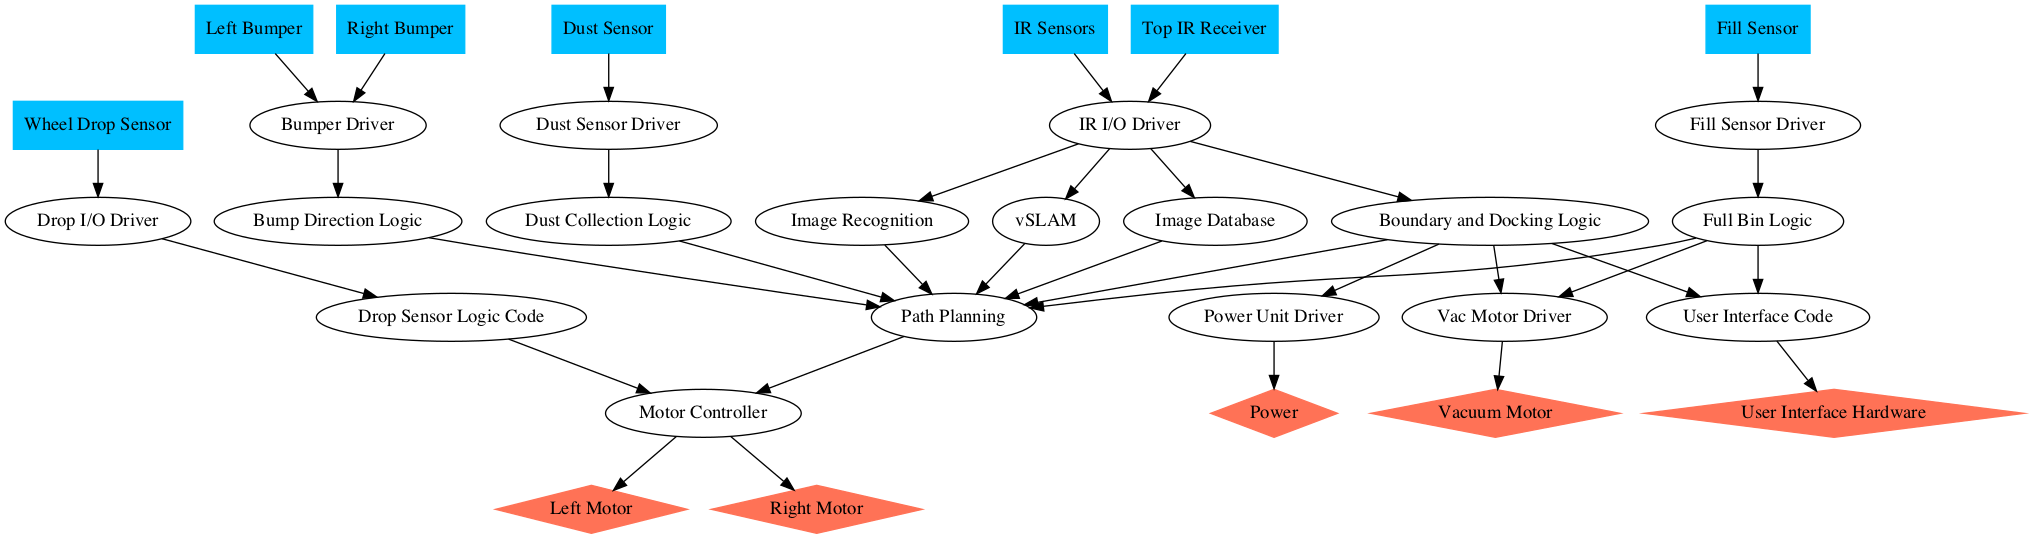 Left Bumper
Right Bumper
Dust Sensor
IR Sensors
Top IR Receiver
Fill Sensor
Wheel Drop Sensor
Bumper Driver
Dust Sensor Driver
IR I/O Driver
Fill Sensor Driver
Drop I/O Driver
Bump Direction Logic
Dust Collection Logic
Image Recognition
vSLAM
Image Database
Boundary and Docking Logic
Full Bin Logic
Drop Sensor Logic Code
Path Planning
Power Unit Driver
Vac Motor Driver
User Interface Code
Motor Controller
Power
Vacuum Motor
User Interface Hardware
Left Motor
Right Motor